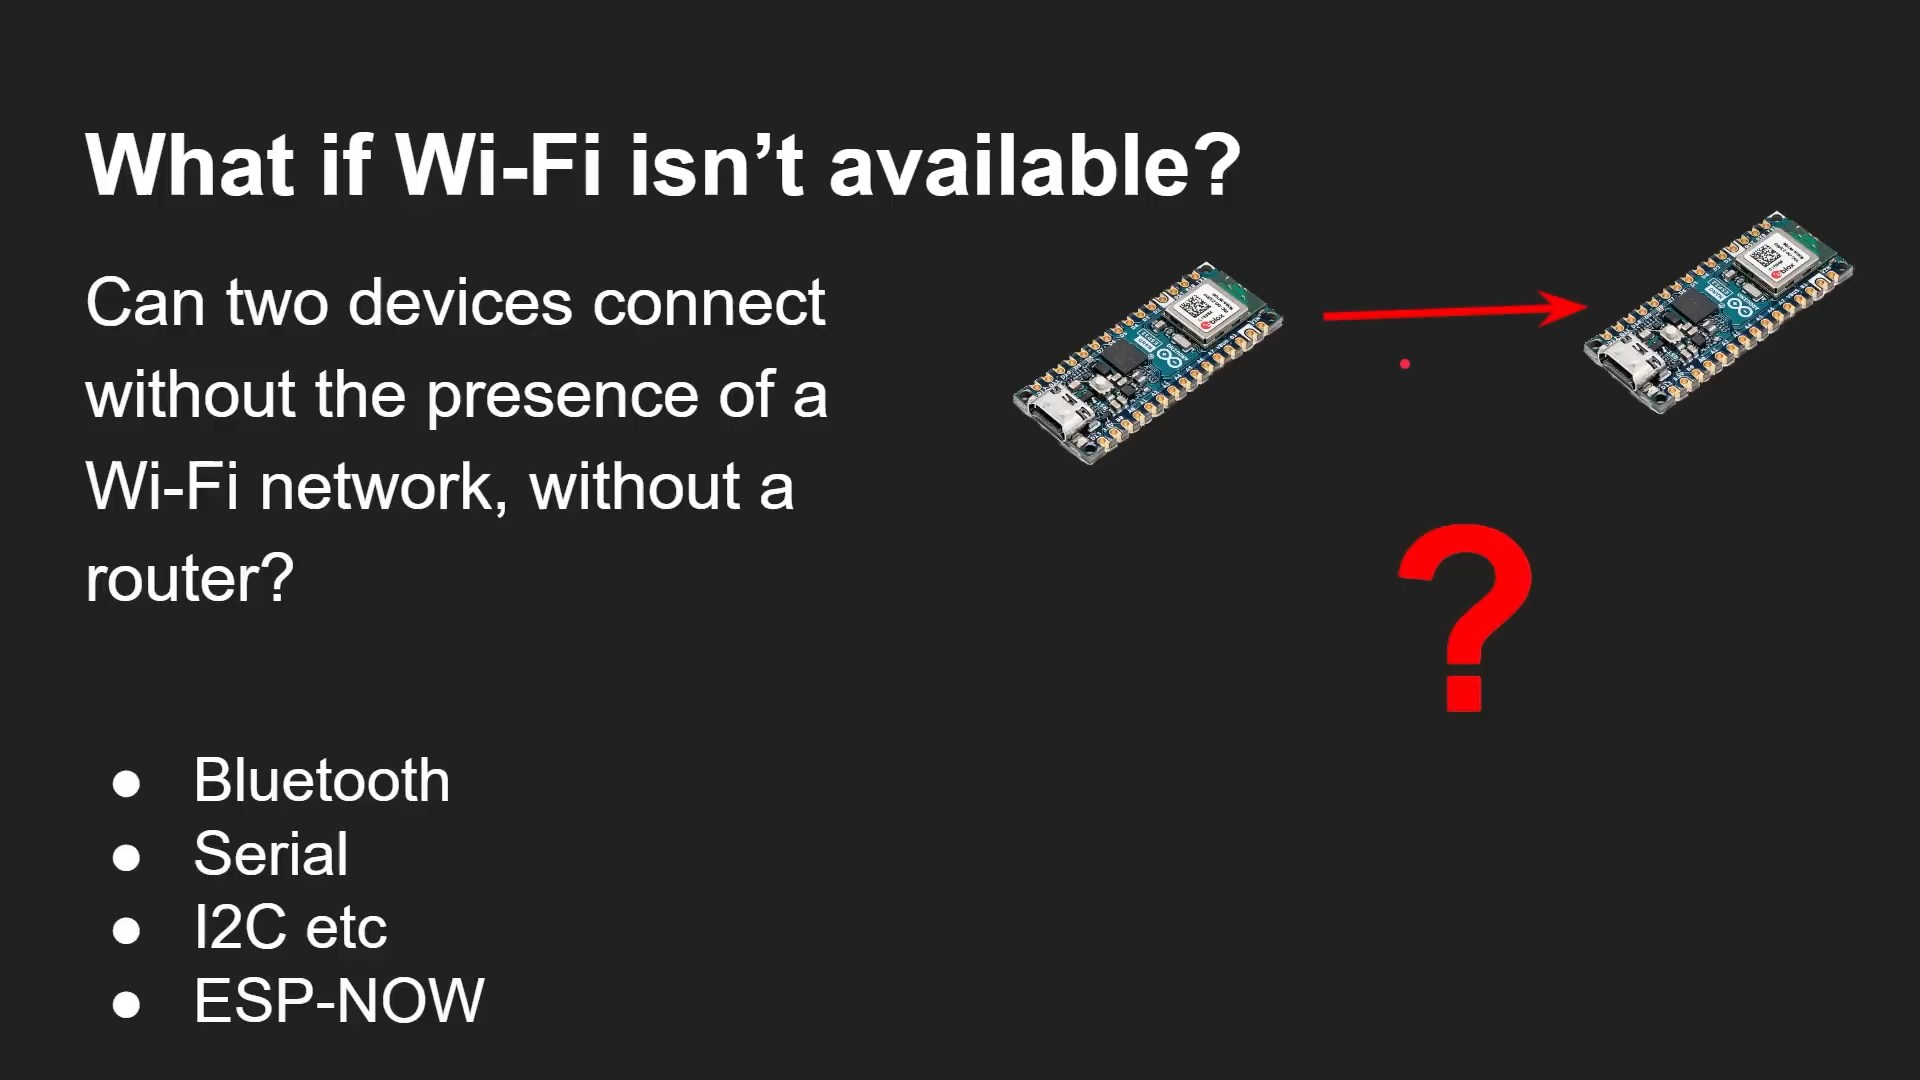 What if Wi-Fi isn’t available?
Can two devices connect
without the presence of a
Wi-Fi network, without a
router?
?
● Bluetooth
● Serial
● I2C etc
● ESP-NOW